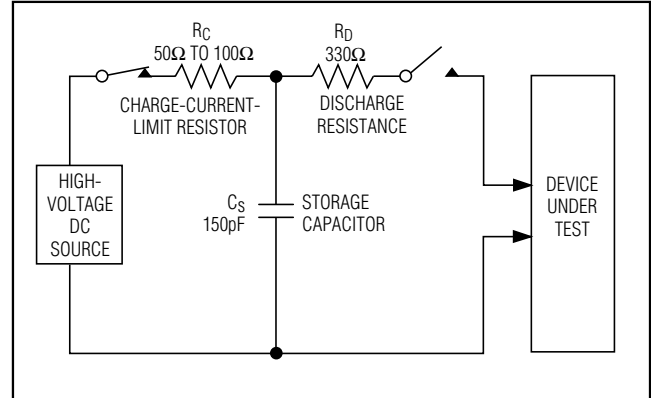 RC
50Ω TO 100Ω
CHARGE-CURRENT-
LIMIT RESISTOR
RD
330Ω
DISCHARGE
RESISTANCE
HIGH-
VOLTAGE
DC
SOURCE
CS
150pF
STORAGE
CAPACITOR
DEVICE
UNDER
TEST